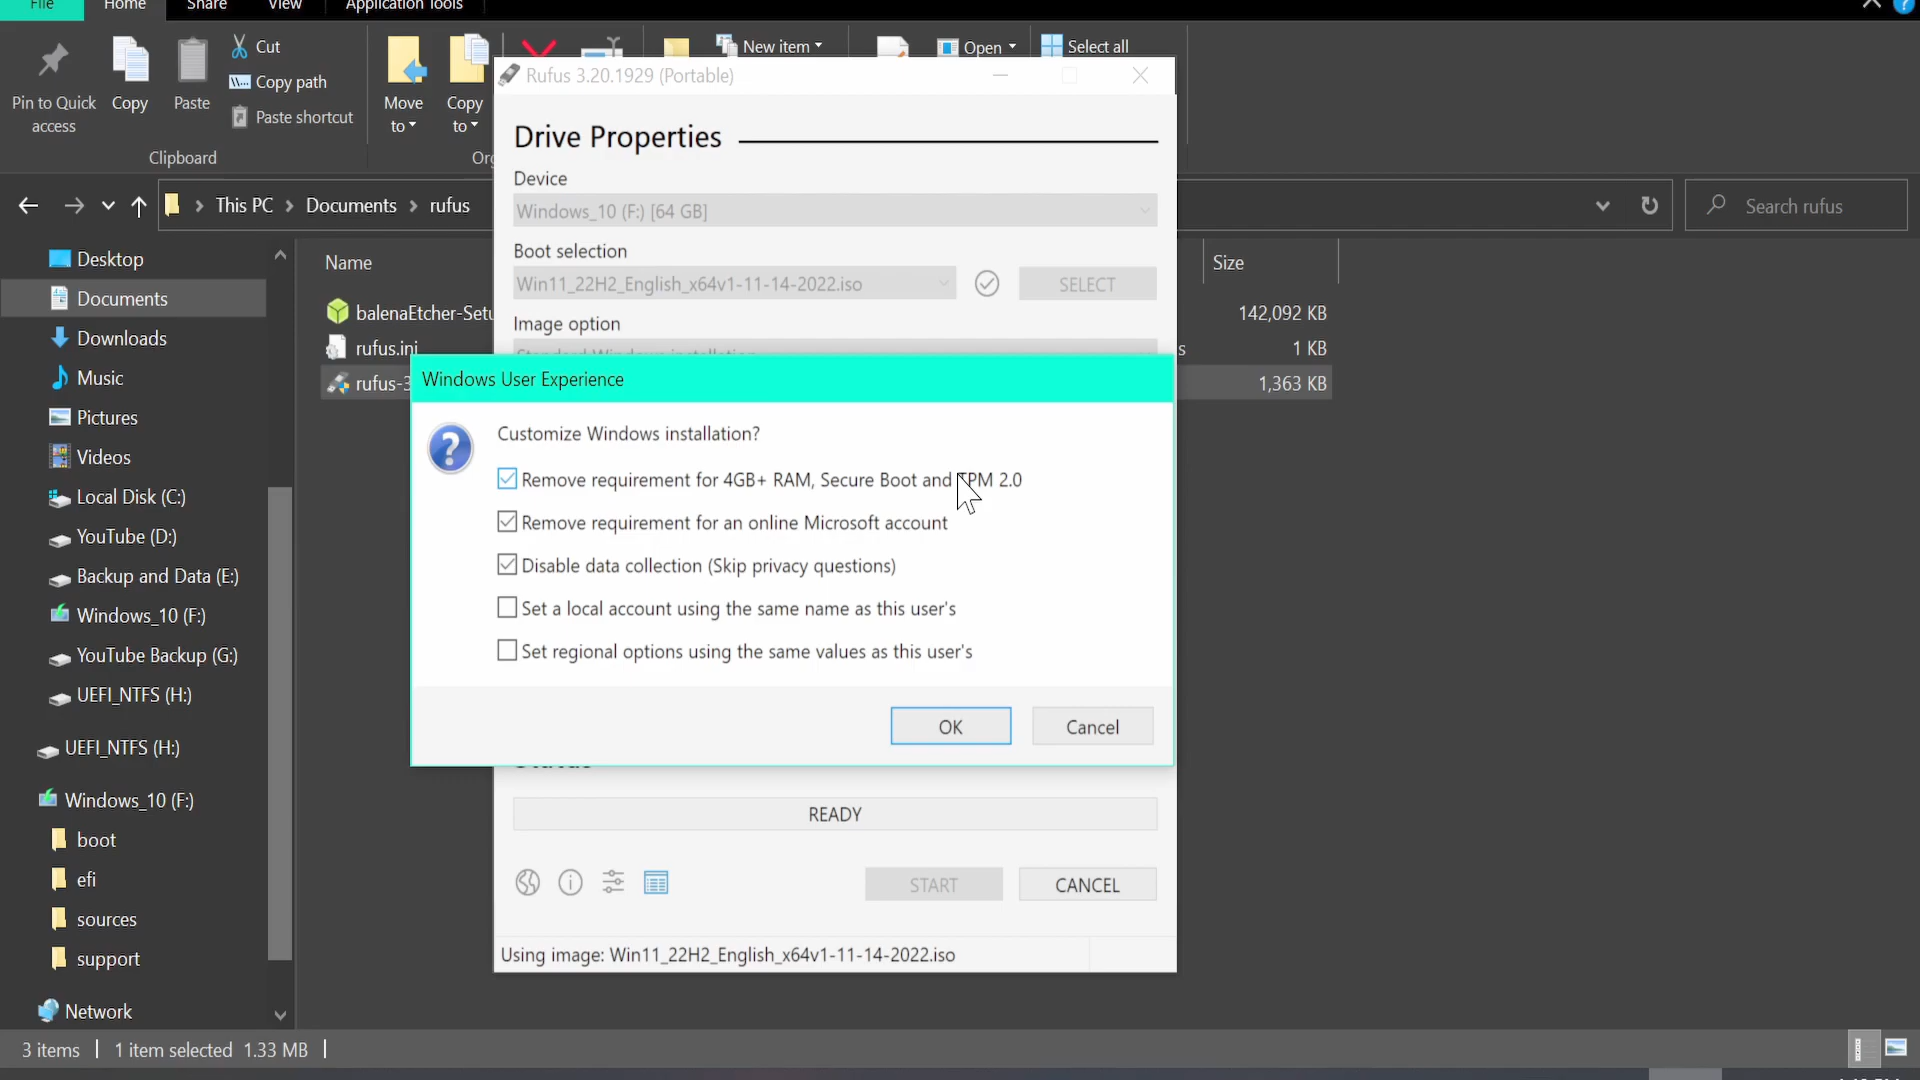 File Home Share View Application Tools
Cut
Copy path
Paste shortcut
Pin to Quick access
Copy
Paste
Move to
Copy to
New item
Open
Select all
Clipboard
This PC > Documents > rufus
Search rufus
Desktop
Documents
Downloads
Music
Pictures
Videos
Local Disk (C:)
YouTube (D:)
Backup and Data (E:)
Windows_10 (F:)
YouTube Backup (G:)
UEFI_NTFS (H:)
UEFI_NTFS (H:)
Windows_10 (F:)
boot
efi
sources
support
Network
Name
Size
balenaEtcher-Setu
142,092 KB
rufus.ini
s
1 KB
rufus-3
1,363 KB
Rufus 3.20.1929 (Portable)
Drive Properties
Device
Windows_10 (F:) [64 GB]
Boot selection
Win11_22H2_English_x64v1-11-14-2022.iso
SELECT
Image option
Windows User Experience
Customize Windows installation?
Remove requirement for 4GB+ RAM, Secure Boot and TPM 2.0
Remove requirement for an online Microsoft account
Disable data collection (Skip privacy questions)
Set a local account using the same name as this user's
Set regional options using the same values as this user's
OK
Cancel
READY
START
CANCEL
Using image: Win11_22H2_English_x64v1-11-14-2022.iso
3 items
1 item selected 1.33 MB